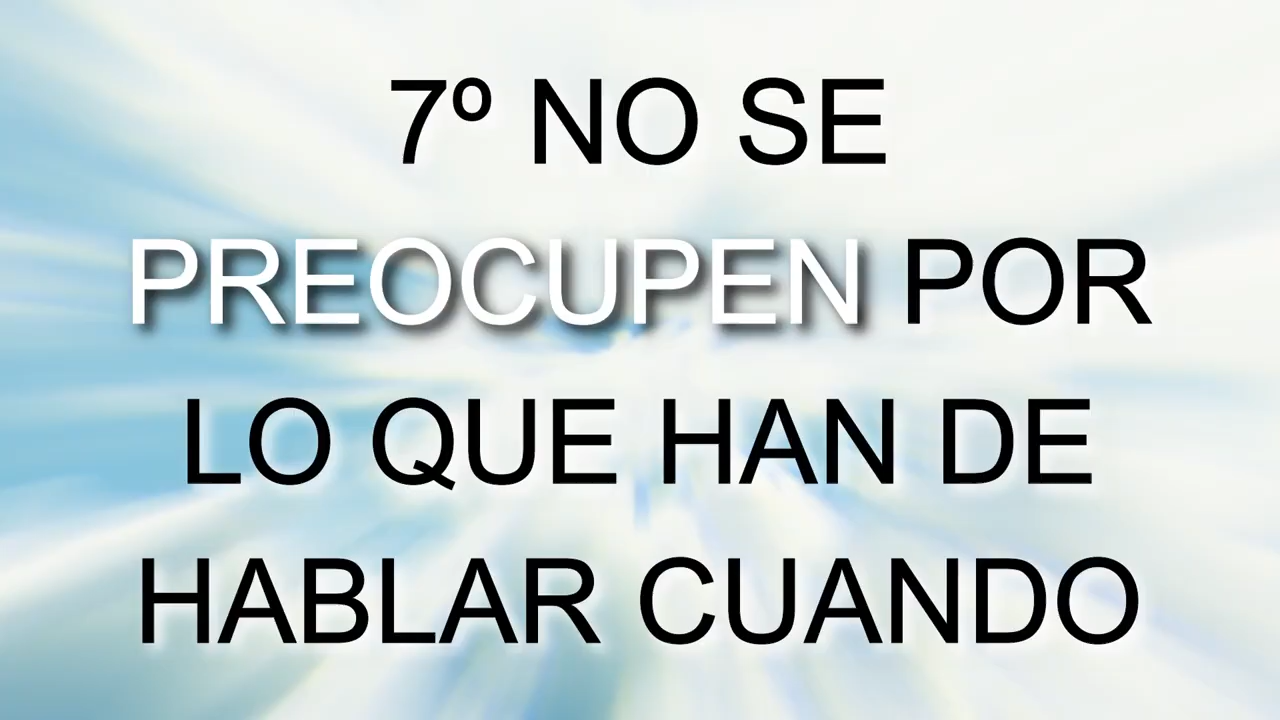 7º NO SE
PREOCUPEN POR
LO QUE HAN DE
HABLAR CUANDO